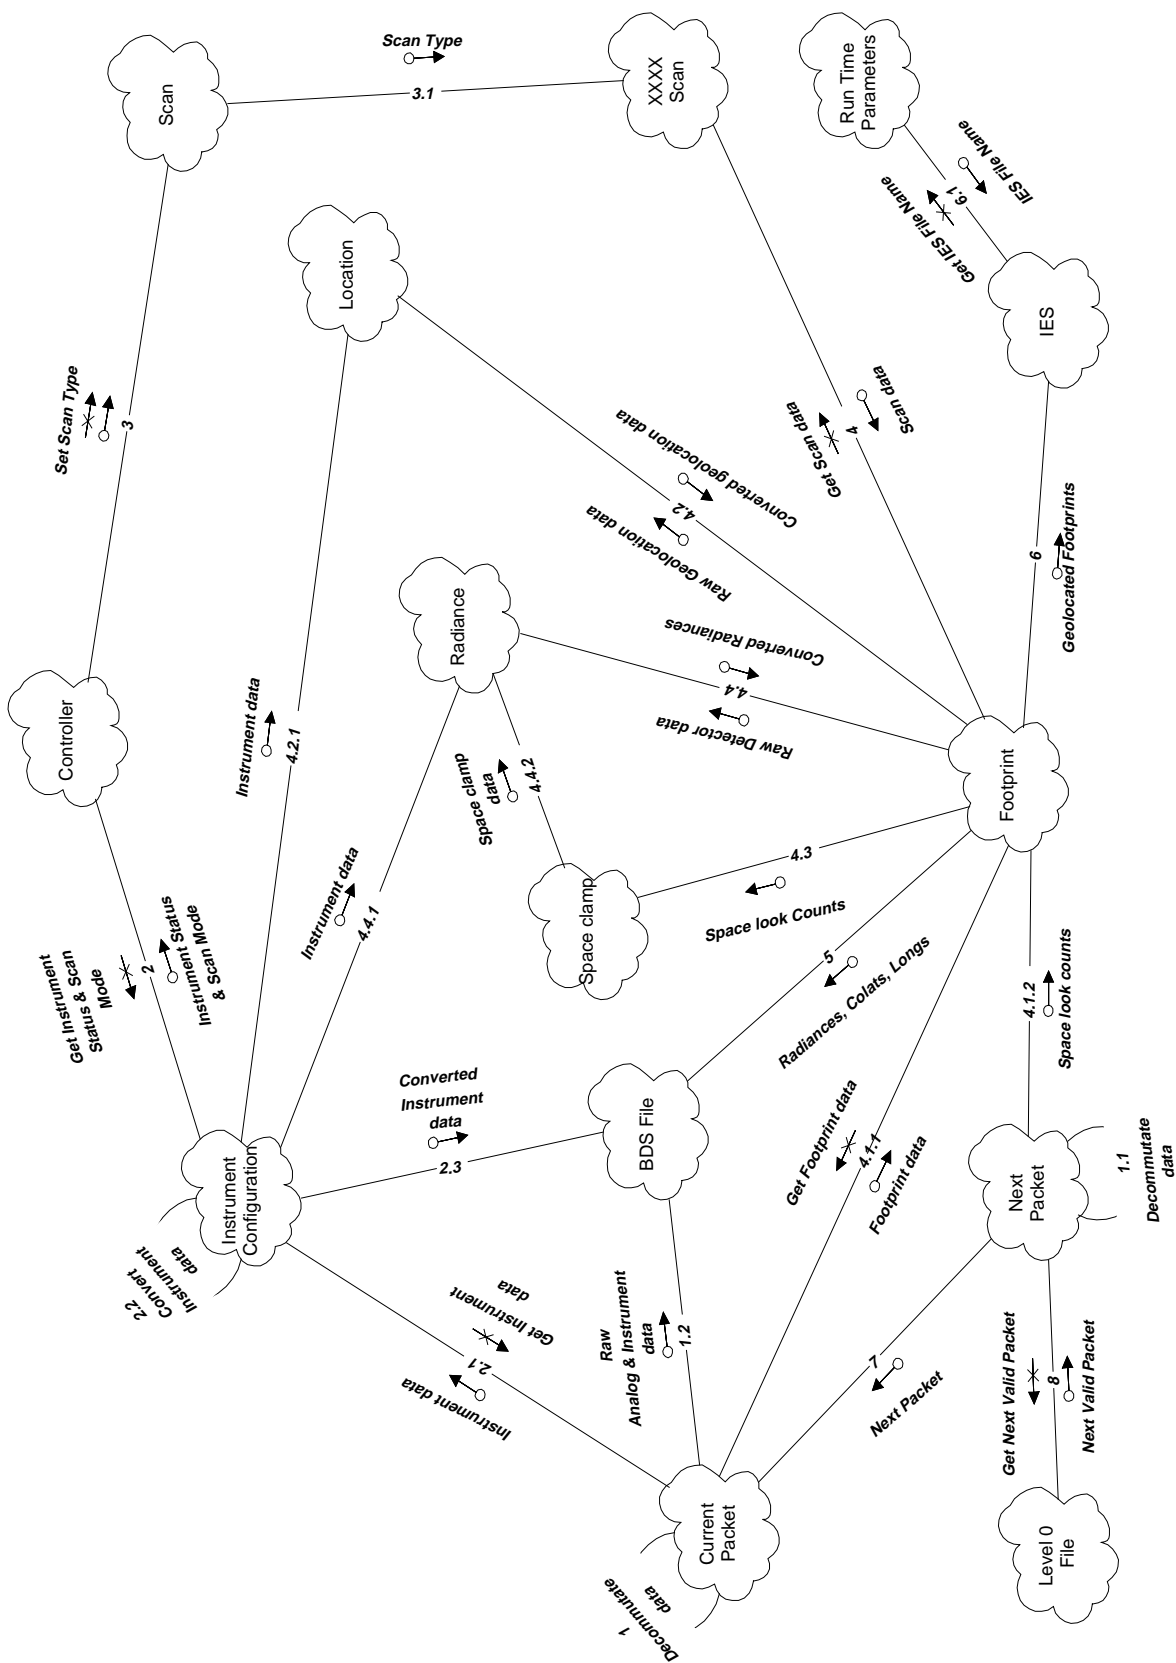 Controller
Scan
Set Scan Type
3
Scan Type
3.1
XXXX
Scan
Get Instrument
Status & Scan
Mode
2
Instrument Status
& Scan Mode
Instrument
Configuration
2.2
Convert
Instrument
data
Instrument data
4.2.1
Location
Instrument data
4.4.1
Radiance
Space clamp
data
4.4.2
Space clamp
Converted
Instrument
data
2.3
BDS File
Instrument data
2.1
Get Instrument
data
Raw
Analog & Instrument
data
1.2
Current
Packet
1
Decommutate
data
4.3
Space look Counts
Raw Detector data
4.4
Converted Radiances
Raw Geolocation data
4.2
Converted geolocation data
Get Scan data
4
Scan data
5
Radiances, Colats, Longs
Get Footprint data
4.1.1
Footprint data
Footprint
4.1.2
Space look counts
6
Geolocated Footprints
IES
Get IES File Name
6.1
IES File Name
Run Time
Parameters
7
Next Packet
Next
Packet
1.1
Decommutate
data
Get Next Valid Packet
8
Next Valid Packet
Level 0
File